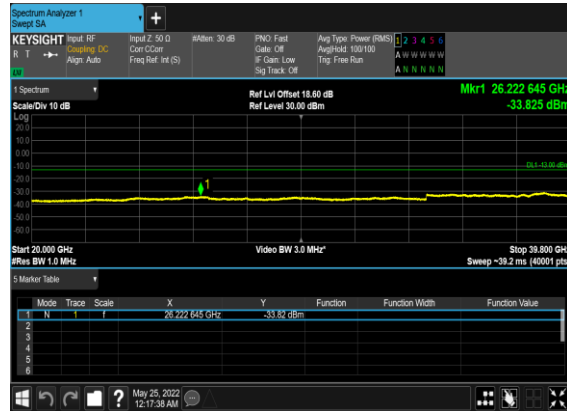 Spectrum Analyzer 1
Swept SA
+
KEYSIGHT Input: RF Input Z: 50 Ω #Atten: 30 dB PNO: Fast Avg Type: Power (RMS) 1 2 3 4 5 6
R T Coupling: DC Corr CCorr Gate: Off Avg|Hold: 100/100 A W W W W W
Align: Auto Freq Ref: Int (S) IF Gain: Low Trig: Free Run
Sig Track: Off A N N N N N
1 Spectrum Ref Lvl Offset 18.60 dB Mkr1 26.222 645 GHz
Scale/Div 10 dB Ref Level 30.00 dBm -33.825 dBm
Log
20.0
10.0
0.00
-10.0 DL1 -13.00 dBm
-20.0
-30.0 1
-40.0
-50.0
-60.0
Start 20.000 GHz Video BW 3.0 MHz* Stop 39.800 GHz
#Res BW 1.0 MHz Sweep ~39.2 ms (40001 pts)
5 Marker Table
Mode Trace Scale X Y Function Function Width Function Value
1 N 1 f 26.222 645 GHz -33.82 dBm
2
3
4
5
6
? May 25, 2022
12:17:38 AM